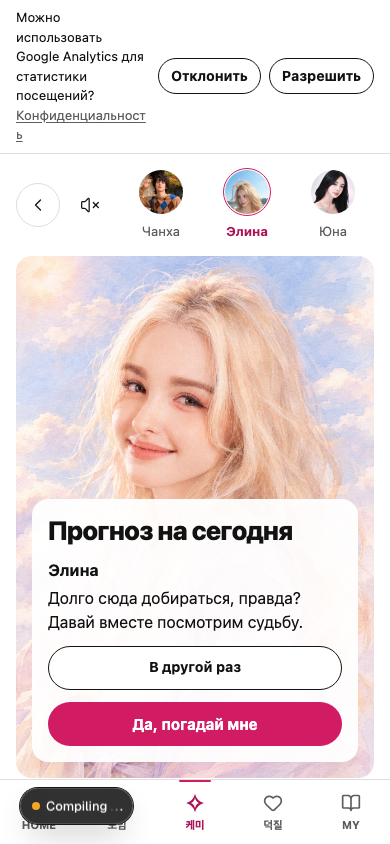 Можно
использовать
Google Analytics для
статистики
посещений?
Конфиденциальност
ь
Отклонить
Разрешить
Чанха
Элина
Юна
Прогноз на сегодня
Элина
Долго сюда добираться, правда?
Давай вместе посмотрим судьбу.
В другой раз
Да, погадай мне
Compiling ...
HOME
케미
덕질
MY